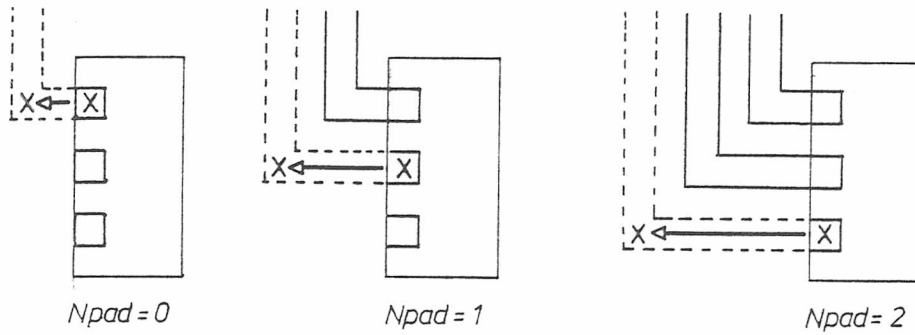 X X
X X
X X
Npad = 0
Npad = 1
Npad = 2